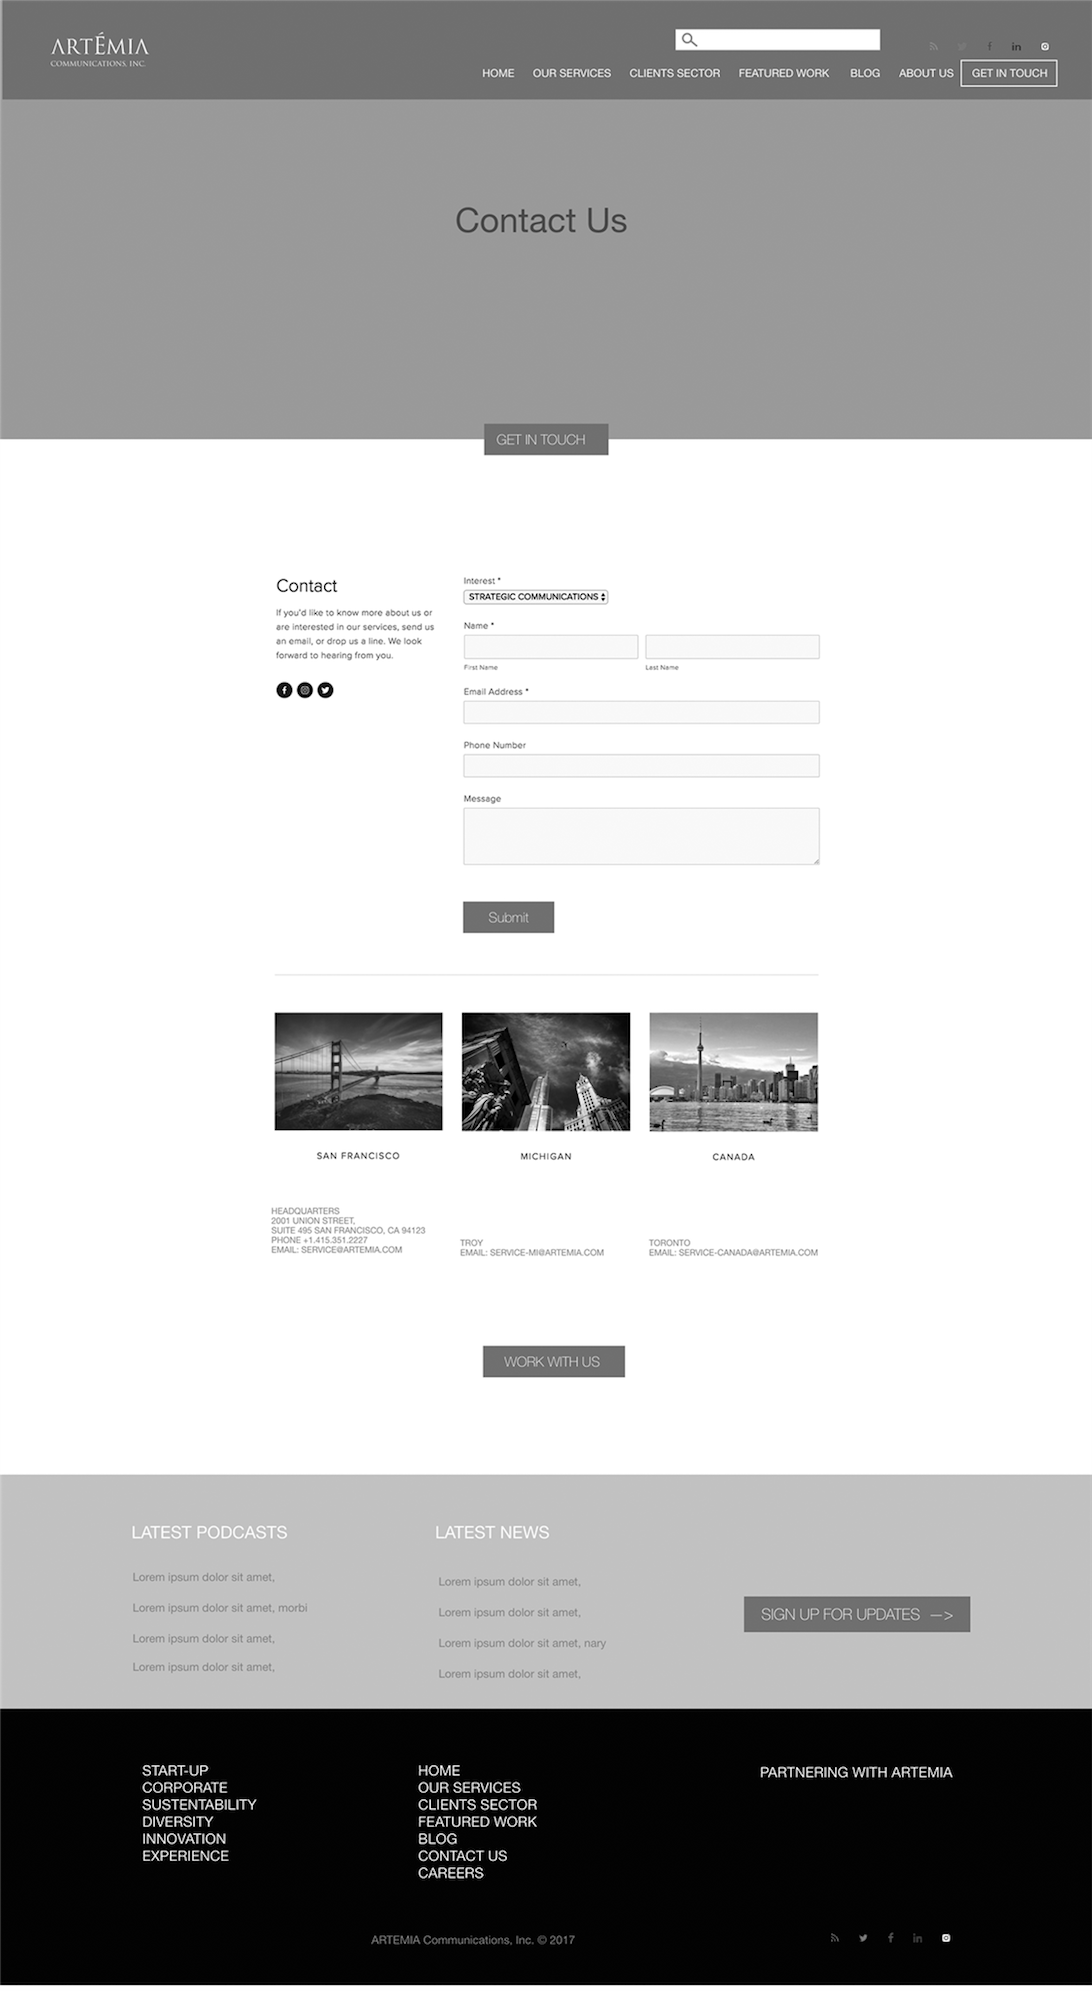 ARTÉMIA
COMMUNICATIONS, INC.
HOME OUR SERVICES CLIENTS SECTOR FEATURED WORK BLOG ABOUT US GET IN TOUCH
Contact Us
GET IN TOUCH
Contact
If you'd like to know more about us or
are interested in our services, send us
an email, or drop us a line. We look
forward to hearing from you.
Interest *
STRATEGIC COMMUNICATIONS
Name *
First Name Last Name
Email Address *
Phone Number
Message
Submit
SAN FRANCISCO
MICHIGAN
CANADA
HEADQUARTERS
2001 UNION STREET,
SUITE 495 SAN FRANCISCO, CA 94123
PHONE +1.415.351.2227
EMAIL: SERVICE@ARTEMIA.COM
TROY
EMAIL: SERVICE-MI@ARTEMIA.COM
TORONTO
EMAIL: SERVICE-CANADA@ARTEMIA.COM
WORK WITH US
LATEST PODCASTS
Lorem ipsum dolor sit amet,
Lorem ipsum dolor sit amet, morbi
Lorem ipsum dolor sit amet,
Lorem ipsum dolor sit amet,
LATEST NEWS
Lorem ipsum dolor sit amet,
Lorem ipsum dolor sit amet,
Lorem ipsum dolor sit amet, nary
Lorem ipsum dolor sit amet,
SIGN UP FOR UPDATES —>
START-UP
CORPORATE
SUSTENTABILITY
DIVERSITY
INNOVATION
EXPERIENCE
HOME
OUR SERVICES
CLIENTS SECTOR
FEATURED WORK
BLOG
CONTACT US
CAREERS
PARTNERING WITH ARTEMIA
ARTEMIA Communications, Inc. © 2017